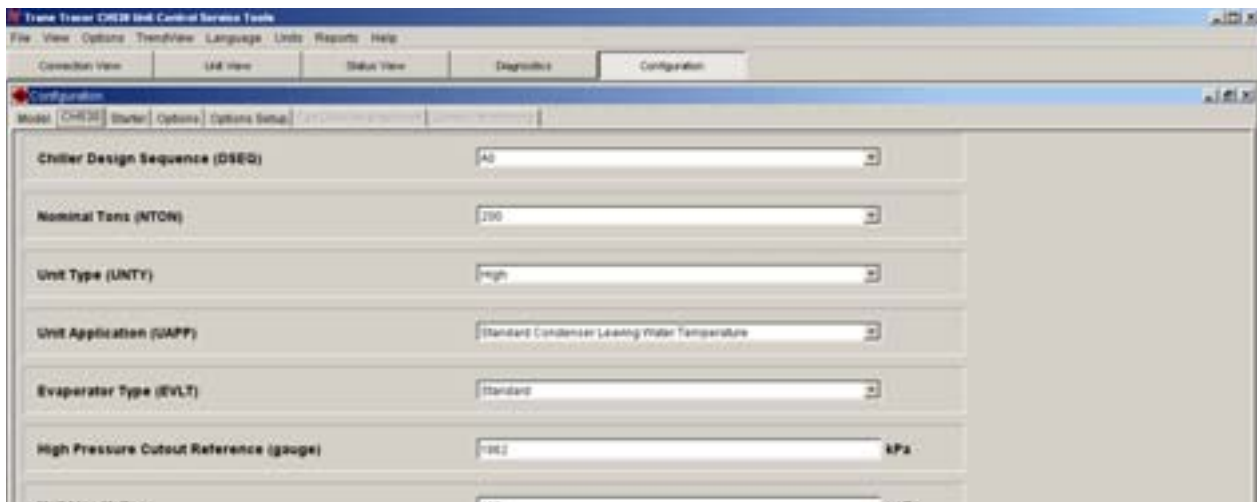 Trane Tracer CH530 Unit Control Service Tools
File View Options TrendView Language Units Reports Help
Connection View Unit View Status View Diagnostics Configuration
Configuration
Model CH530 Starter Options Options Setup
Chiller Design Sequence (DSEQ) A0
Nominal Tons (NTON) 200
Unit Type (UNTY) High
Unit Application (UAPP) Standard Condenser Leaving Water Temperature
Evaporator Type (EVLT) Standard
High Pressure Cutout Reference (gauge) kPa